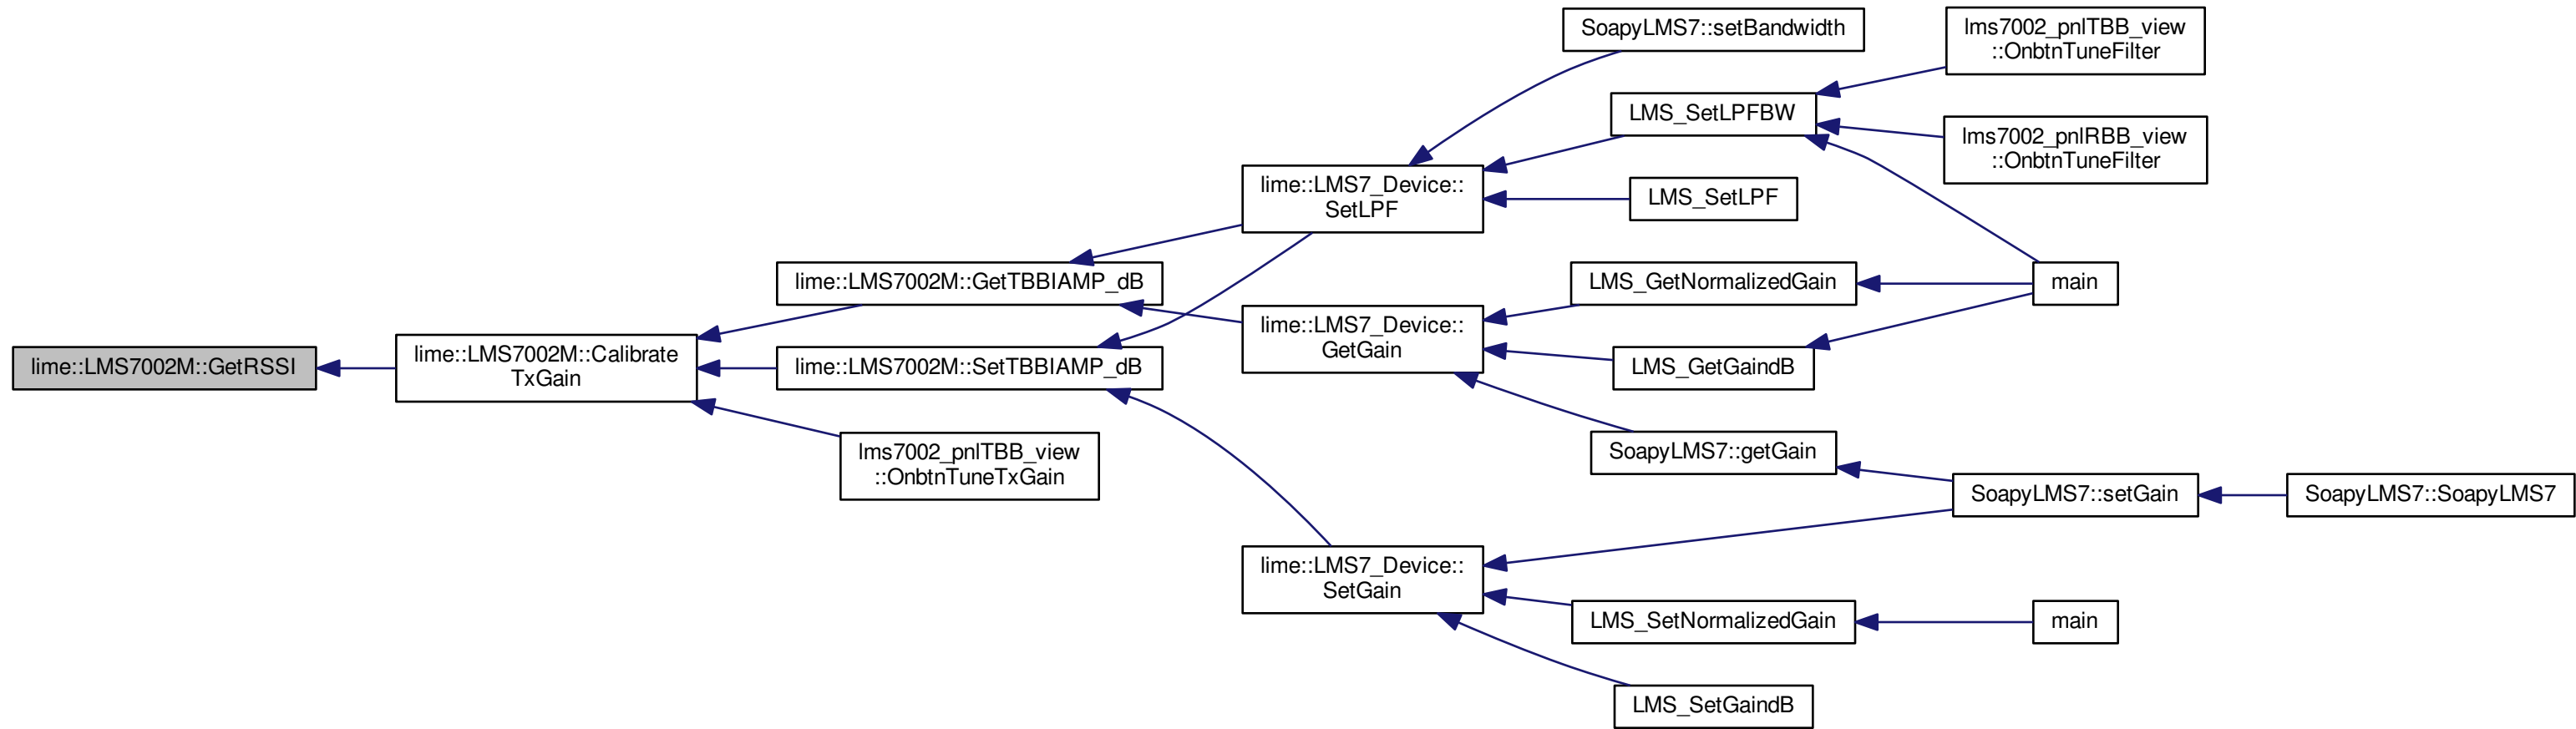 SoapyLMS7::setBandwidth
lms7002_pnlTBB_view
::OnbtnTuneFilter
LMS_SetLPFBW
lms7002_pnlRBB_view
::OnbtnTuneFilter
lime::LMS7_Device::
SetLPF
LMS_SetLPF
lime::LMS7002M::GetTBBIAMP_dB
LMS_GetNormalizedGain
main
lime::LMS7_Device::
GetGain
lime::LMS7002M::GetRSSI
lime::LMS7002M::Calibrate
TxGain
lime::LMS7002M::SetTBBIAMP_dB
LMS_GetGaindB
lms7002_pnlTBB_view
::OnbtnTuneTxGain
SoapyLMS7::getGain
SoapyLMS7::setGain
SoapyLMS7::SoapyLMS7
lime::LMS7_Device::
SetGain
LMS_SetNormalizedGain
main
LMS_SetGaindB